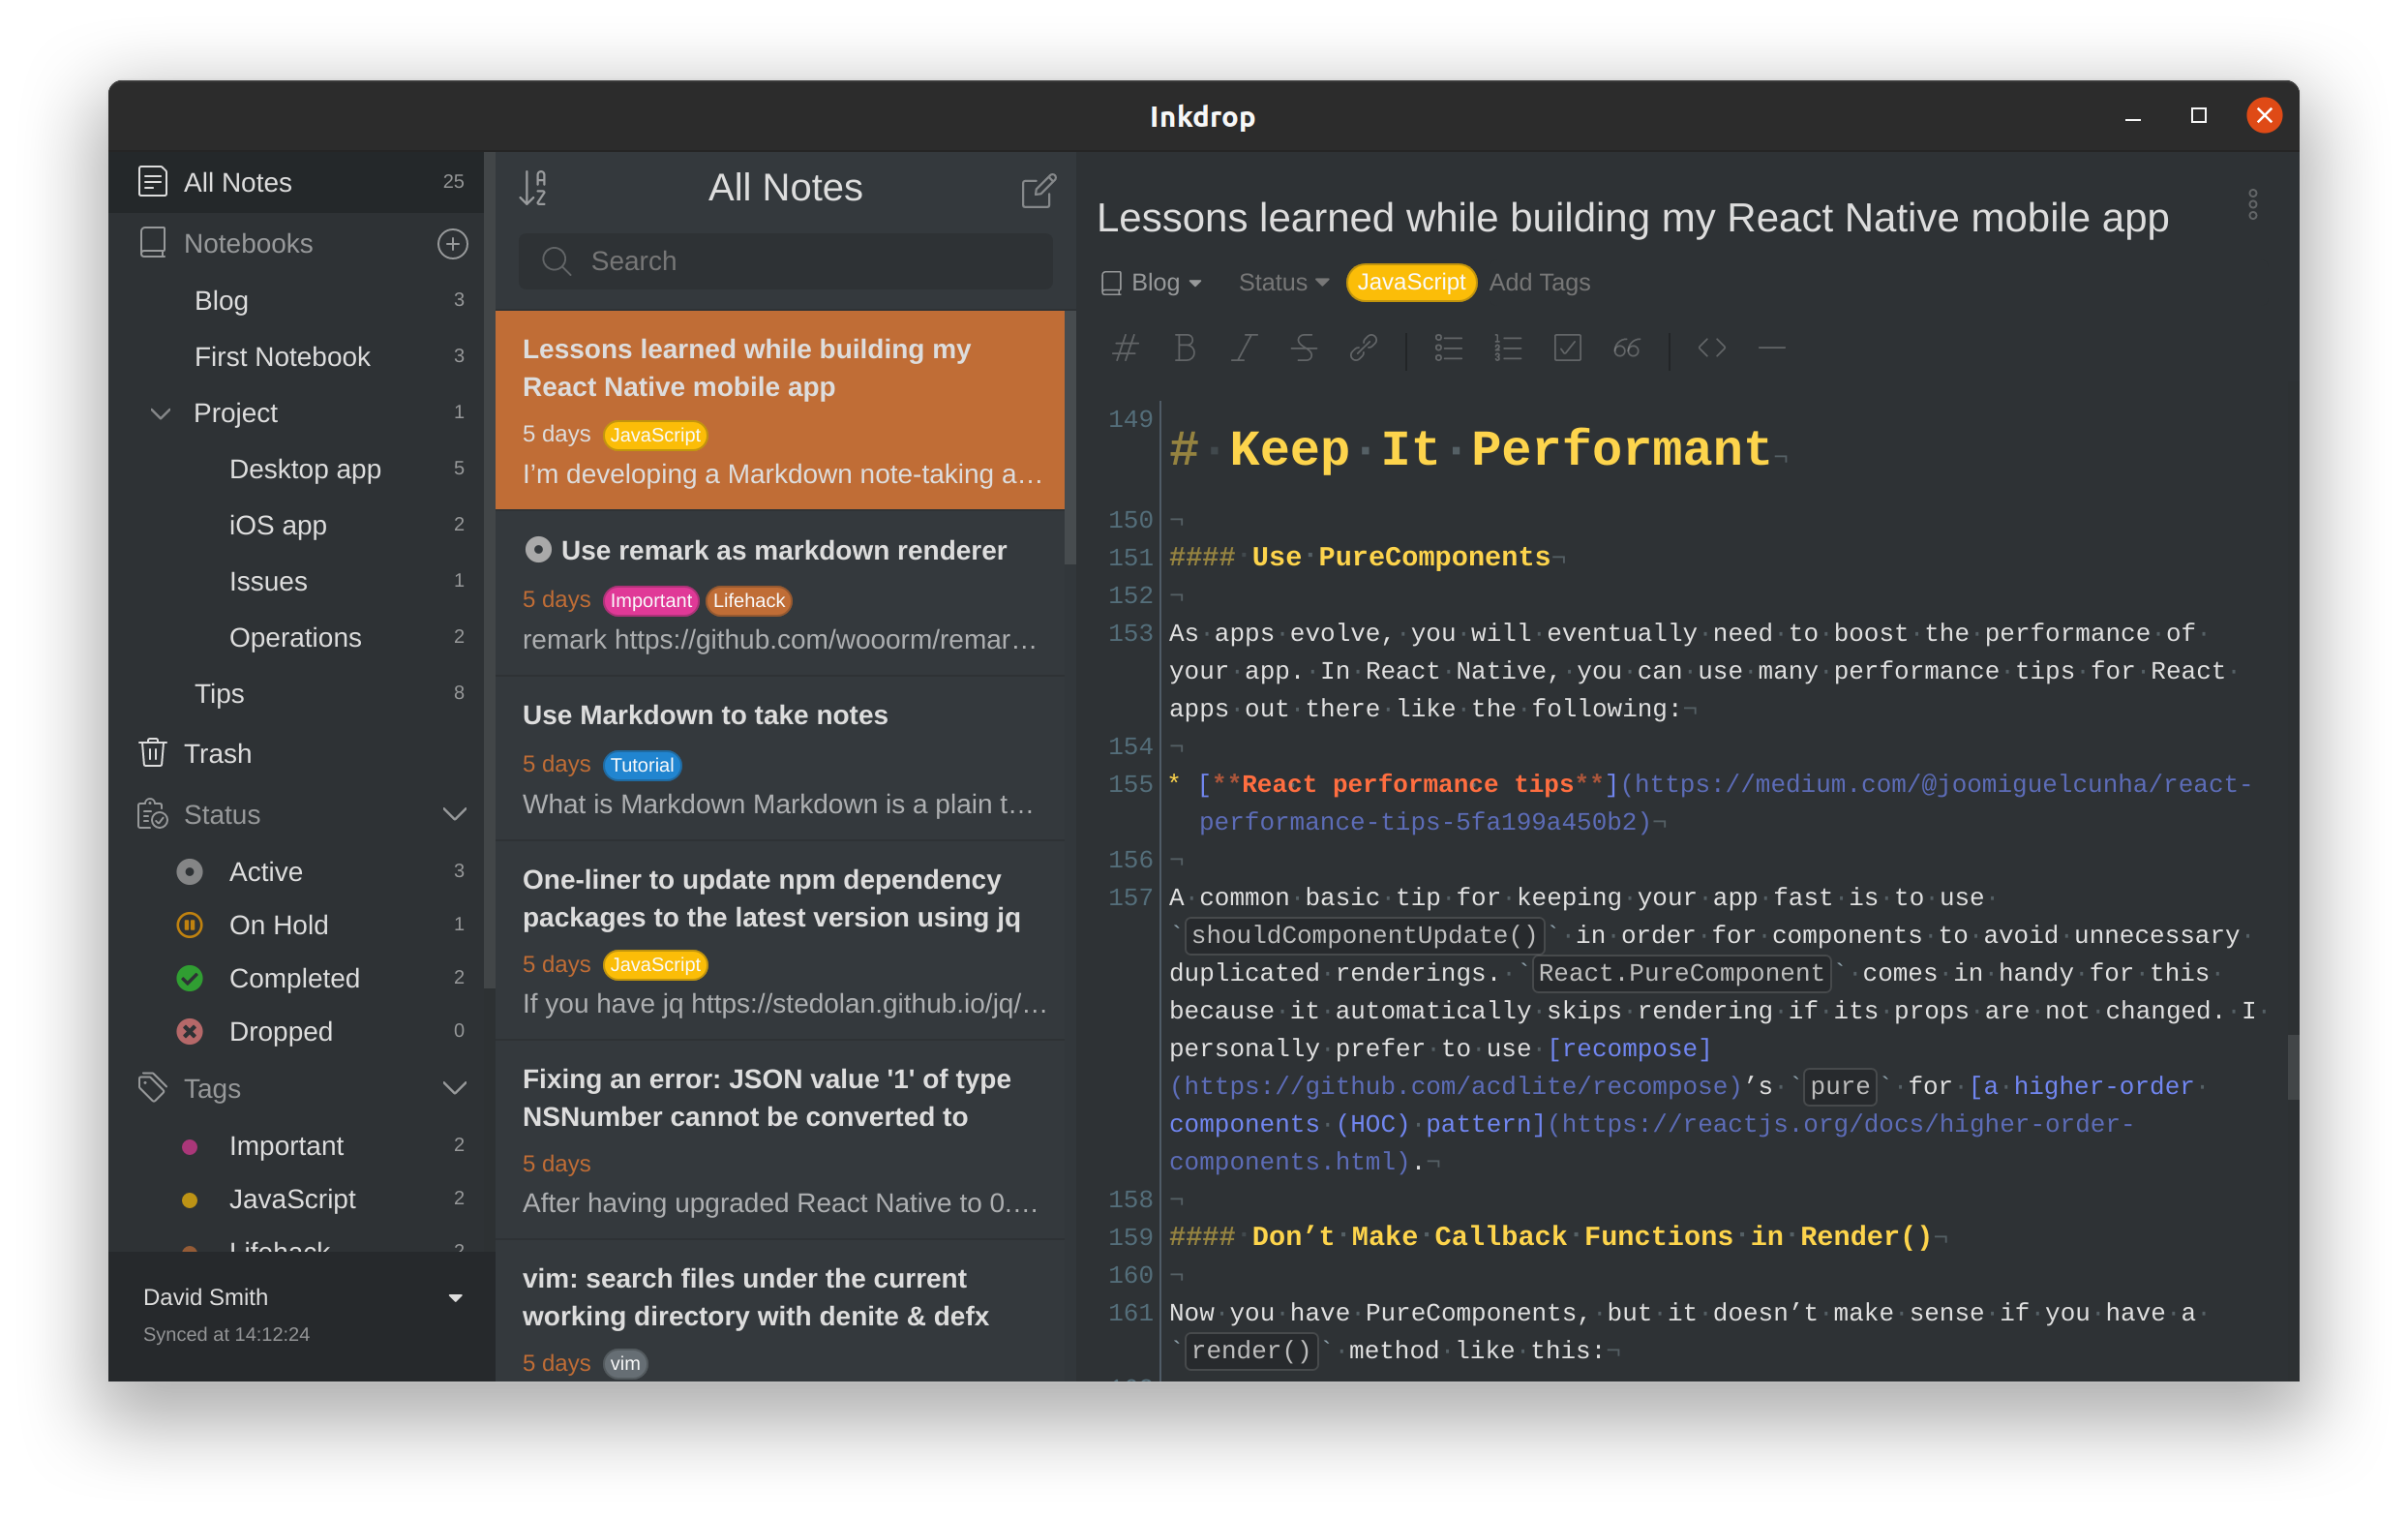 Inkdrop
All Notes 25
Notebooks
Blog 3
First Notebook 3
Project 1
Desktop app 5
iOS app 2
Issues 1
Operations 2
Tips 8
Trash
Status
Active 3
On Hold 1
Completed 2
Dropped 0
Tags
Important 2
JavaScript 2
Lifehack 2
David Smith
Synced at 14:12:24
All Notes
Search
Lessons learned while building my
React Native mobile app
5 days JavaScript
I’m developing a Markdown note-taking a…
Use remark as markdown renderer
5 days Important Lifehack
remark https://github.com/wooorm/remar…
Use Markdown to take notes
5 days Tutorial
What is Markdown Markdown is a plain t…
One-liner to update npm dependency
packages to the latest version using jq
5 days JavaScript
If you have jq https://stedolan.github.io/jq/…
Fixing an error: JSON value '1' of type
NSNumber cannot be converted to
5 days
After having upgraded React Native to 0.…
vim: search files under the current
working directory with denite & defx
5 days vim
Lessons learned while building my React Native mobile app
Blog Status JavaScript Add Tags
149 # Keep It Performant¬
150 ¬
151 #### Use PureComponents¬
152 ¬
153 As apps evolve, you will eventually need to boost the performance of
your app. In React Native, you can use many performance tips for React
apps out there like the following:¬
154 ¬
155 * [**React performance tips**](https://medium.com/@joomiguelcunha/react-
performance-tips-5fa199a450b2)¬
156 ¬
157 A common basic tip for keeping your app fast is to use
`shouldComponentUpdate()` in order for components to avoid unnecessary
duplicated renderings. `React.PureComponent` comes in handy for this
because it automatically skips rendering if its props are not changed. I
personally prefer to use [recompose]
(https://github.com/acdlite/recompose)’s `pure` for [a higher-order
components (HOC) pattern](https://reactjs.org/docs/higher-order-
components.html).¬
158 ¬
159 #### Don’t Make Callback Functions in Render()¬
160 ¬
161 Now you have PureComponents, but it doesn’t make sense if you have a
`render()` method like this:¬